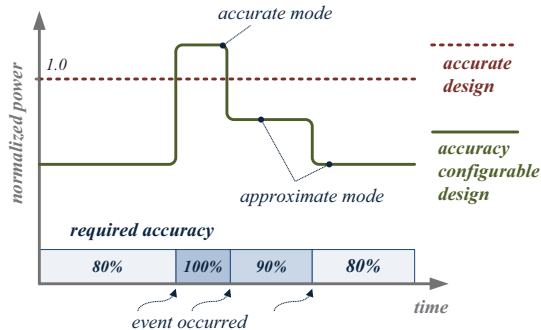 accurate mode
1.0
normalized power
accurate
design
accuracy
configurable
design
approximate mode
required accuracy
80%
100%
90%
80%
event occurred
time